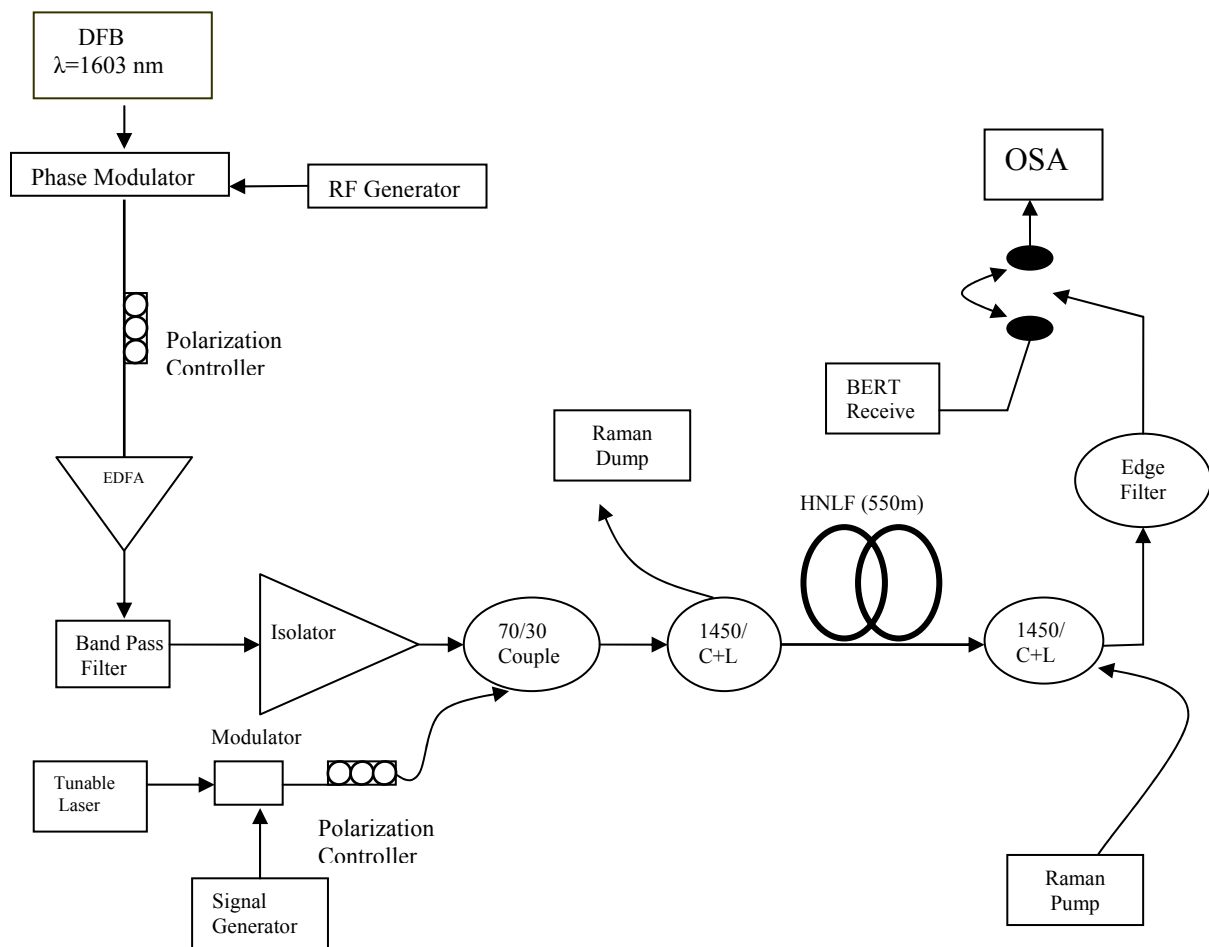 DFB
λ=1603 nm
Phase Modulator
RF Generator
OSA
Polarization
Controller
BERT
Receive
EDFA
Raman
Dump
Edge
Filter
HNLF (550m)
Band Pass
Filter
Isolator
70/30
Couple
1450/
C+L
1450/
C+L
Modulator
Tunable
Laser
Polarization
Controller
Signal
Generator
Raman
Pump